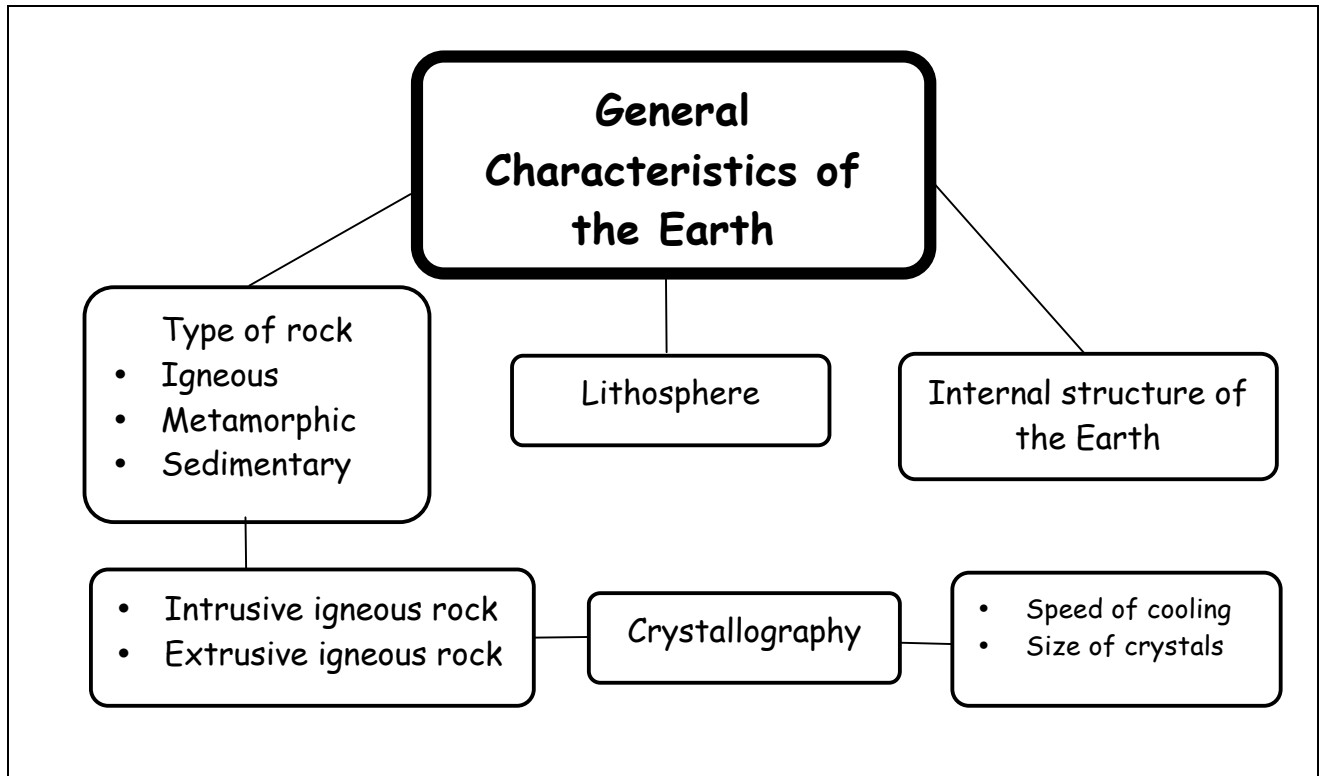 General
Characteristics of
the Earth
Type of rock
• Igneous
• Metamorphic
• Sedimentary
Lithosphere
Internal structure of
the Earth
• Intrusive igneous rock
• Extrusive igneous rock
Crystallography
• Speed of cooling
• Size of crystals